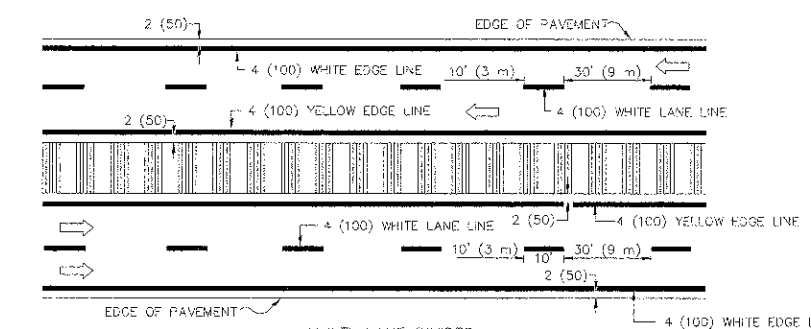 2 (50)
EDGE OF PAVEMENT
4 (100) WHITE EDGE LINE
10' (3 m)
30' (9 m)
2 (50)
4 (100) YELLOW EDGE LINE
4 (100) WHITE LANE LINE
4 (100) WHITE LANE LINE
2 (50)
4 (100) YELLOW EDGE LINE
10' (3 m)
10'
30' (9 m)
2 (50)
EDGE OF PAVEMENT
4 (100) WHITE EDGE